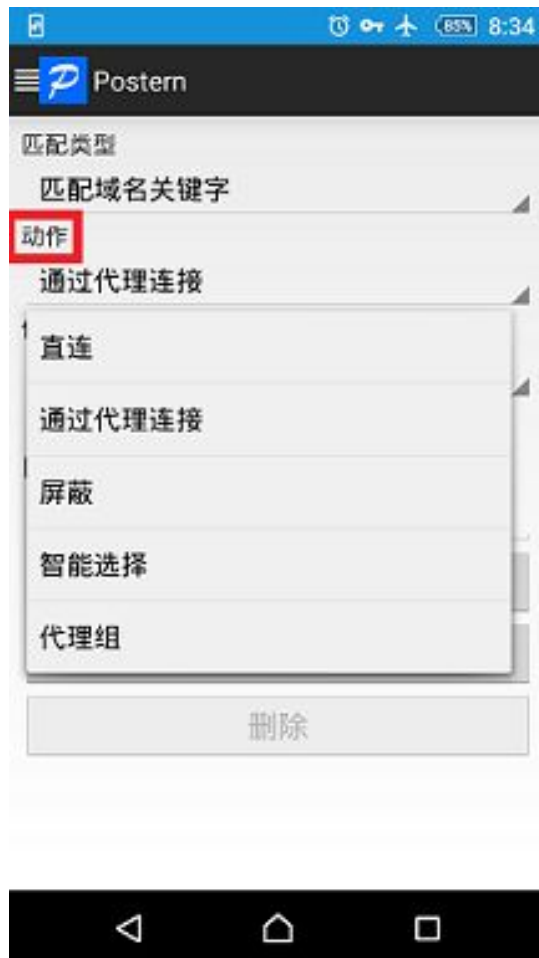 85% 8:34
Postern
匹配类型
匹配域名关键字
动作
通过代理连接
直连
通过代理连接
屏蔽
智能选择
代理组
删除